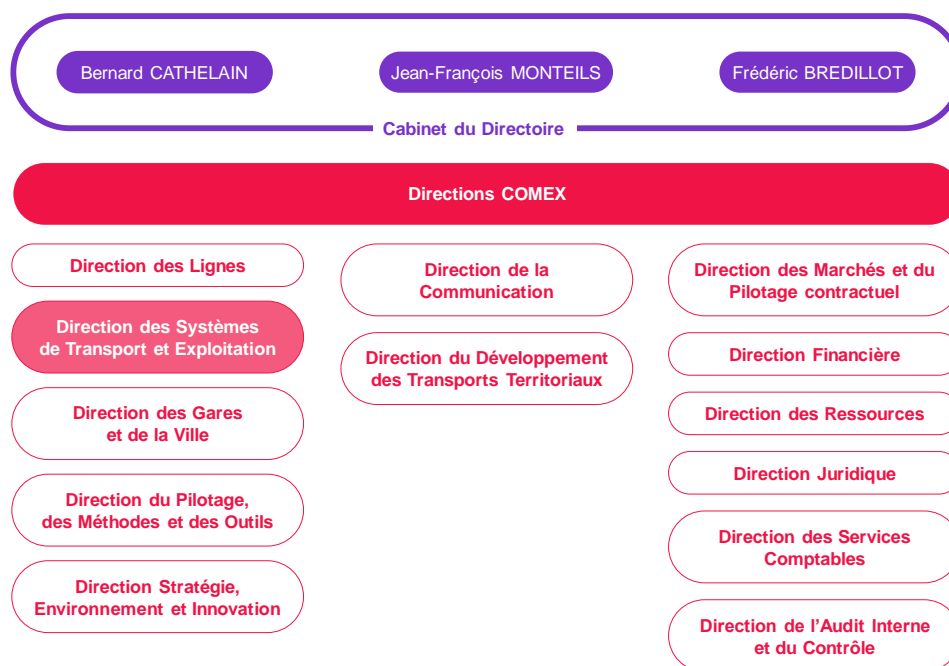 Bernard CATHELAIN
Jean-François MONTEILS
Frédéric BREDILLOT
Cabinet du Directoire
Directions COMEX
Direction des Lignes
Direction des Systèmes
de Transport et Exploitation
Direction des Gares
et de la Ville
Direction du Pilotage,
des Méthodes et des Outils
Direction Stratégie,
Environnement et Innovation
Direction de la
Communication
Direction du Développement
des Transports Territoriaux
Direction des Marchés et du
Pilotage contractuel
Direction Financière
Direction des Ressources
Direction Juridique
Direction des Services
Comptables
Direction de l’Audit Interne
et du Contrôle